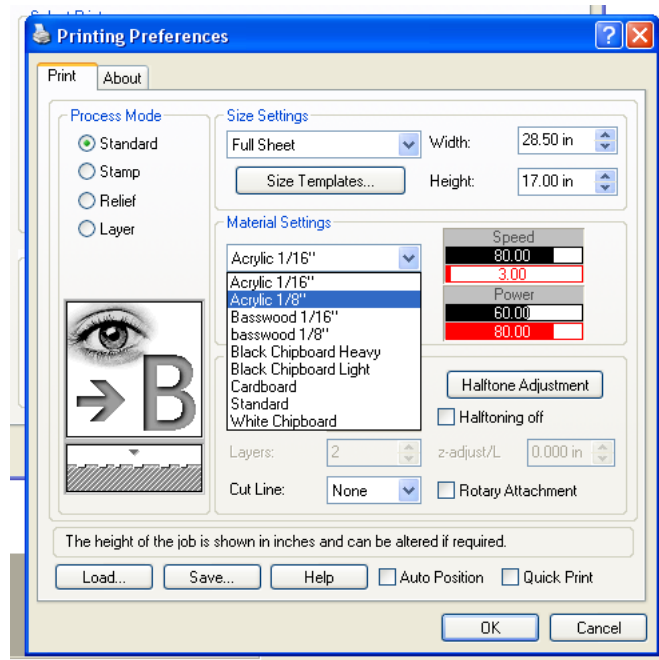 Printing Preferences
Print
About
Process Mode
Standard
Stamp
Relief
Layer
Size Settings
Full Sheet
Width:
28.50 in
Size Templates...
Height:
17.00 in
Material Settings
Acrylic 1/16"
Acrylic 1/16"
Acrylic 1/8"
Basswood 1/16"
basswood 1/8"
Black Chipboard Heavy
Black Chipboard Light
Cardboard
Standard
White Chipboard
Speed
80.00
3.00
Power
60.00
80.00
B
Halftone Adjustment
Halftoning off
Layers:
2
z-adjust/L
0.000 in
Cut Line:
None
Rotary Attachment
The height of the job is shown in inches and can be altered if required.
Load...
Save...
Help
Auto Position
Quick Print
OK
Cancel